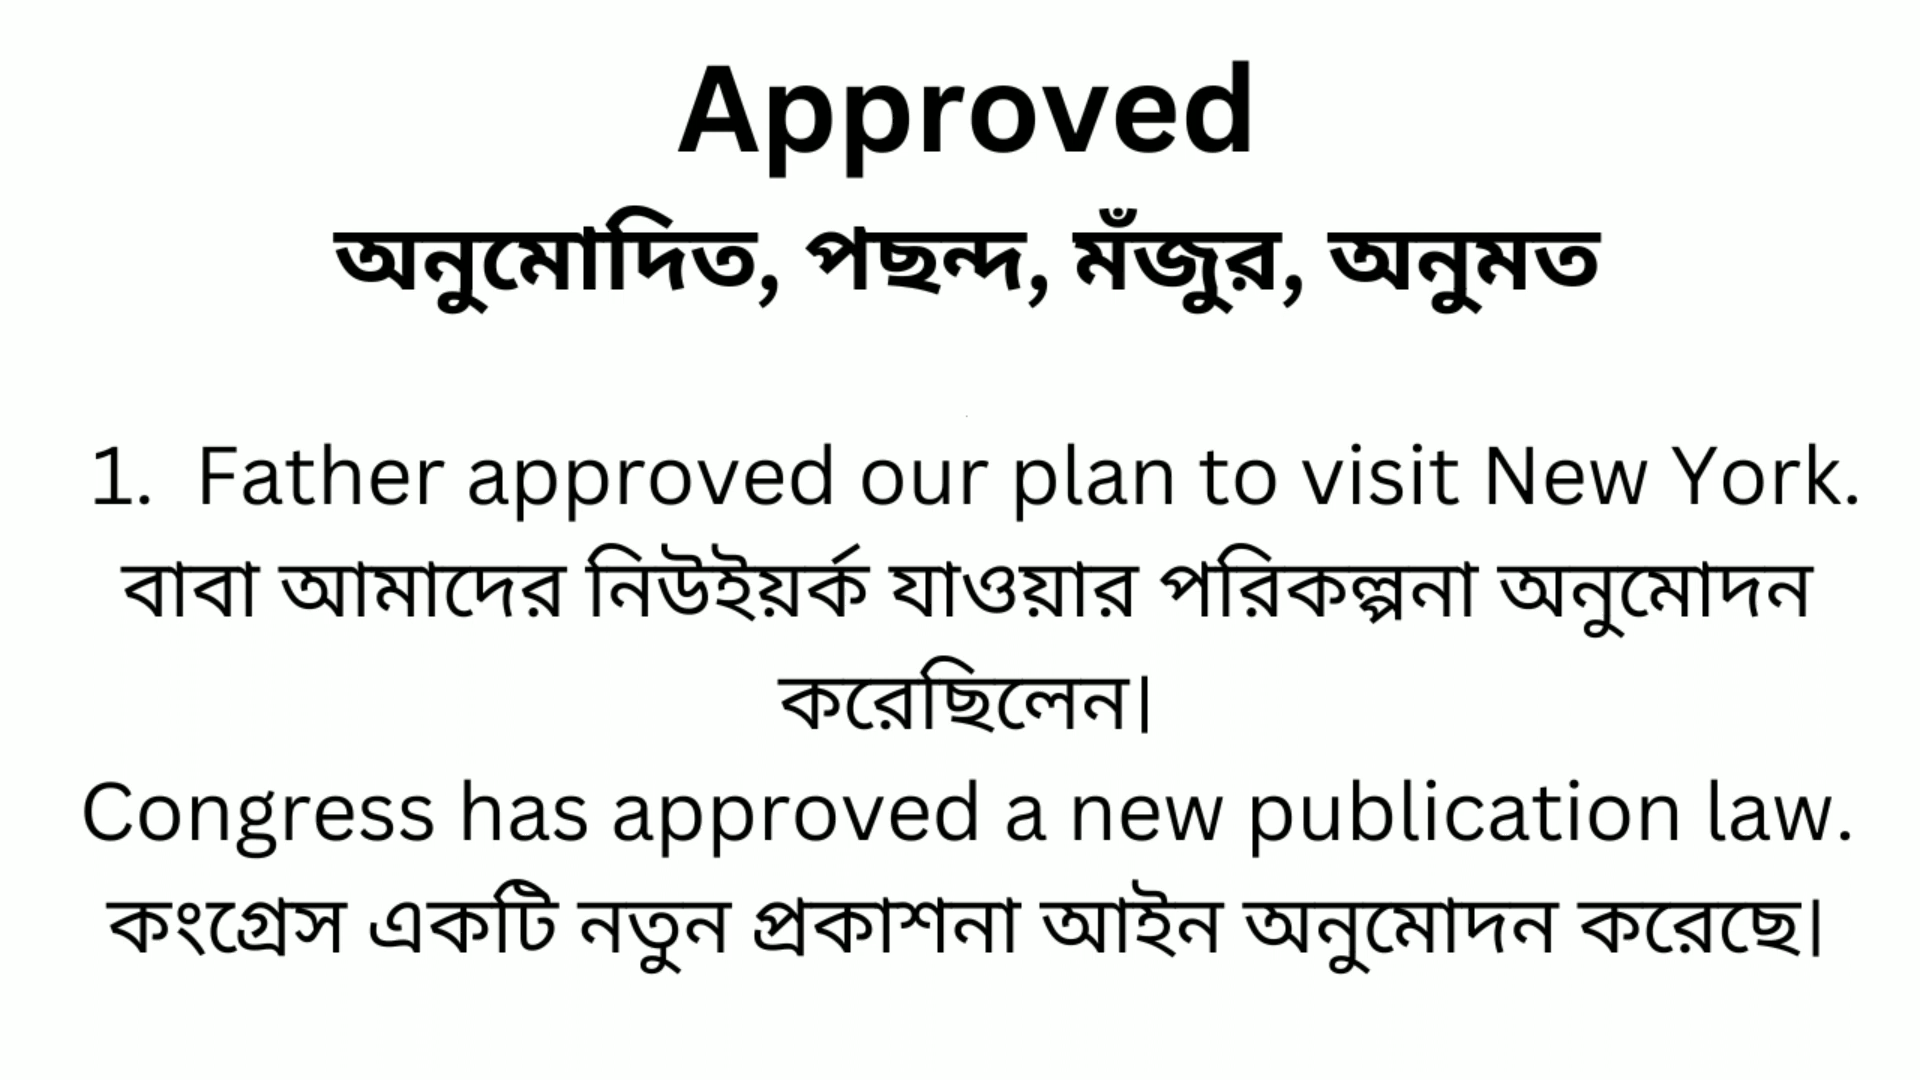 Approved
অনুমোদিত, পছন্দ, মঁজুর, অনুমত
1. Father approved our plan to visit New York.
বাবা আমাদের নিউইয়র্ক যাওয়ার পরিকল্পনা অনুমোদন
করেছিলেন।
Congress has approved a new publication law.
কংগ্রেস একটি নতুন প্রকাশনা আইন অনুমোদন করেছে।